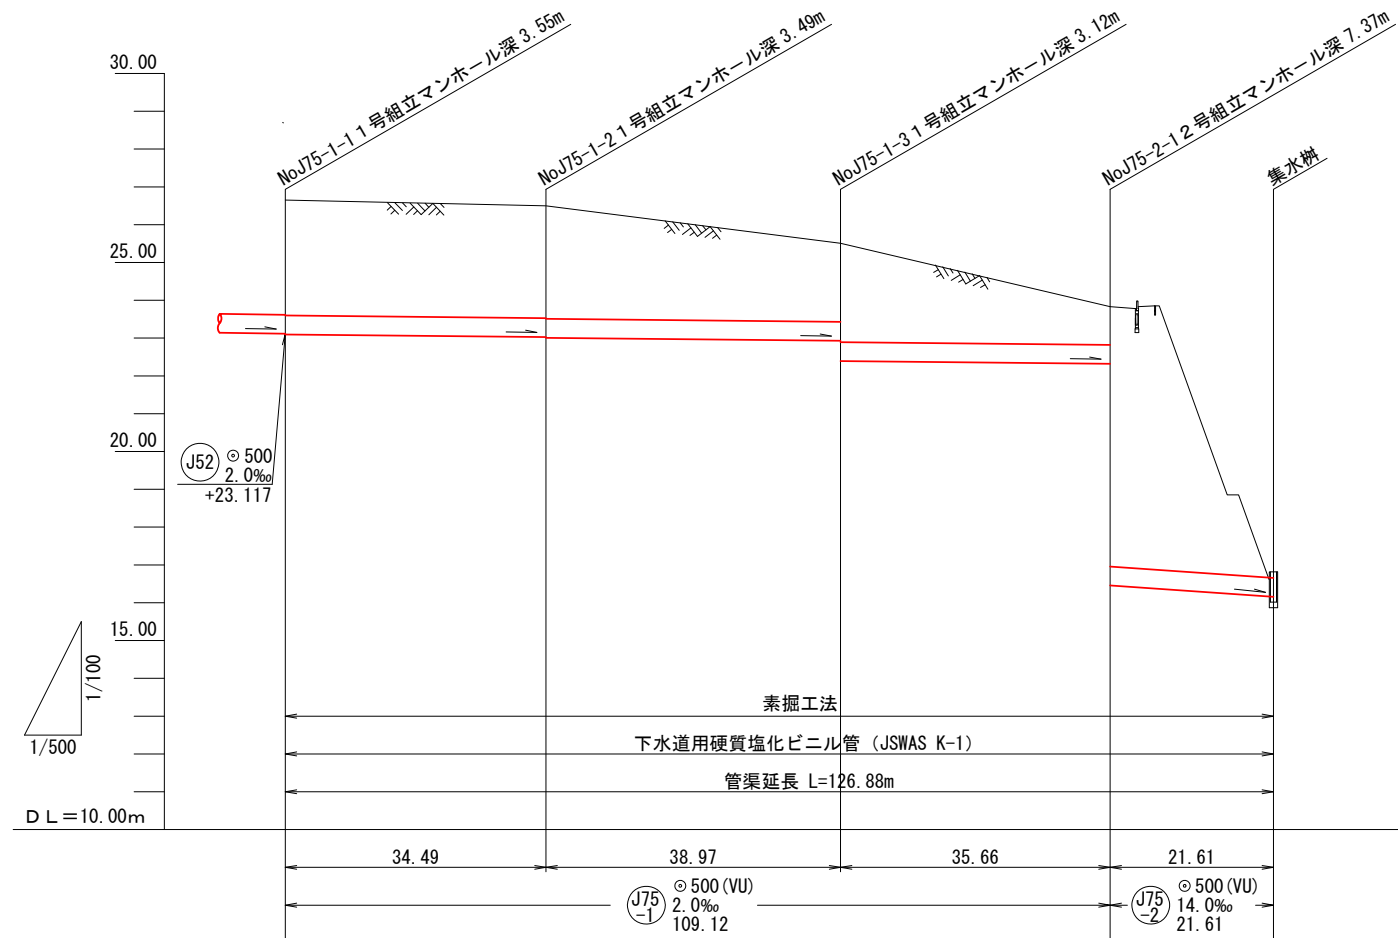 NoJ75-1-1 1号組立マンホール深 3.55m
NoJ75-1-2 1号組立マンホール深 3.49m
NoJ75-1-3 1号組立マンホール深 3.12m
NoJ75-2-1 2号組立マンホール深 7.37m
集水桝
30.00
25.00
20.00
15.00
J52
◎ 500
2.0‰
+23.117
1/100
1/500
素掘工法
下水道用硬質塩化ビニル管 (JSWAS K-1)
管渠延長 L=126.88m
DL=10.00m
34.49
38.97
35.66
21.61
J75
-1
◎ 500(VU)
2.0‰
109.12
J75
-2
◎ 500(VU)
14.0‰
21.61